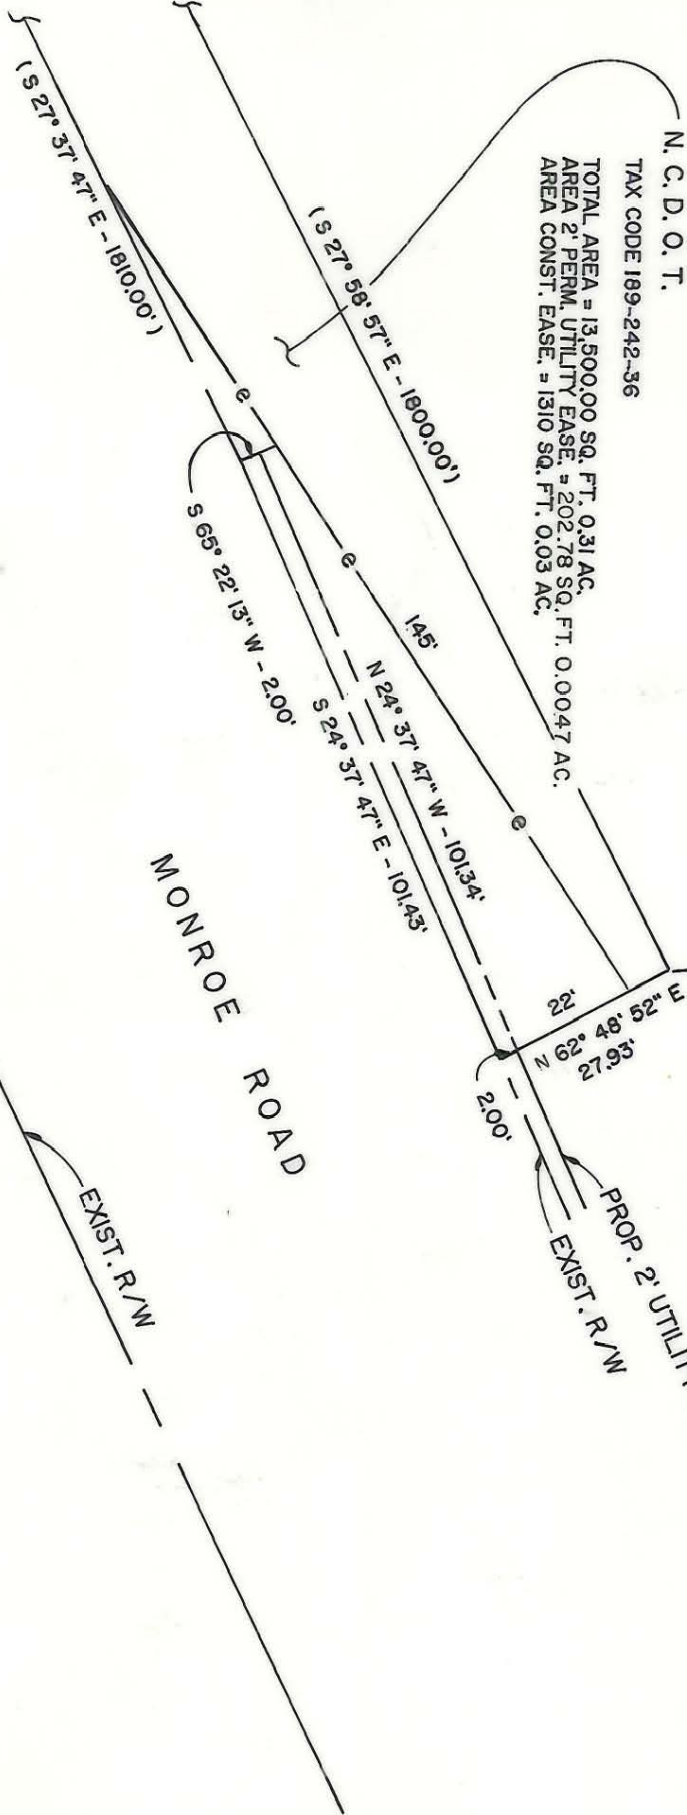 N. C. D. O. T.
TAX CODE 189-242-36
TOTAL AREA = 13,500.00 SQ. FT. 0.31 AC.
AREA 2' PERM. UTILITY EASE. = 202.78 SQ. FT. 0.0047 AC.
AREA CONST. EASE. = 1310 SQ. FT. 0.03 AC.
( S 27° 58' 57" E - 1800.00')
( S 27° 37' 47" E - 1810.00')
e
e
145'
e
N 24° 37' 47" W - 101.34'
S 24° 37' 47" E - 101.43'
S 65° 22' 13" W - 2.00'
22'
N 62° 48' 52" E
27.93'
2.00'
PROP. 2' UTILITY
EXIST. R/W
MONROE ROAD
EXIST. R/W